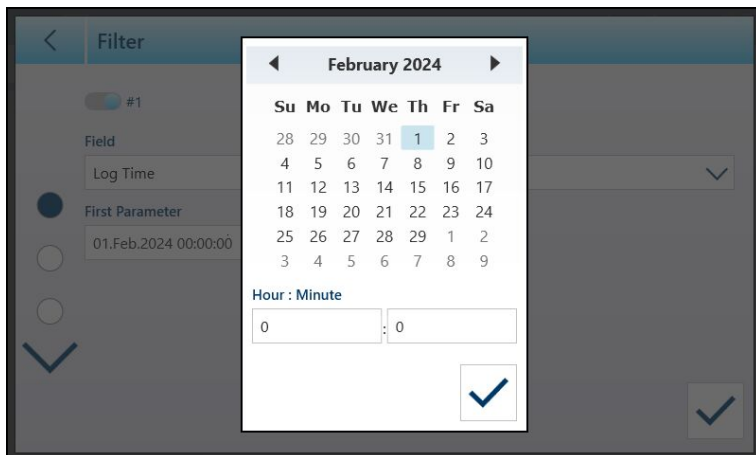 Filter
#1
Field
Log Time
First Parameter
01.Feb.2024 00:00:00
February 2024
Su Mo Tu We Th Fr Sa
28 29 30 31 1 2 3
4 5 6 7 8 9 10
11 12 13 14 15 16 17
18 19 20 21 22 23 24
25 26 27 28 29 1 2
3 4 5 6 7 8 9
Hour : Minute
0 : 0